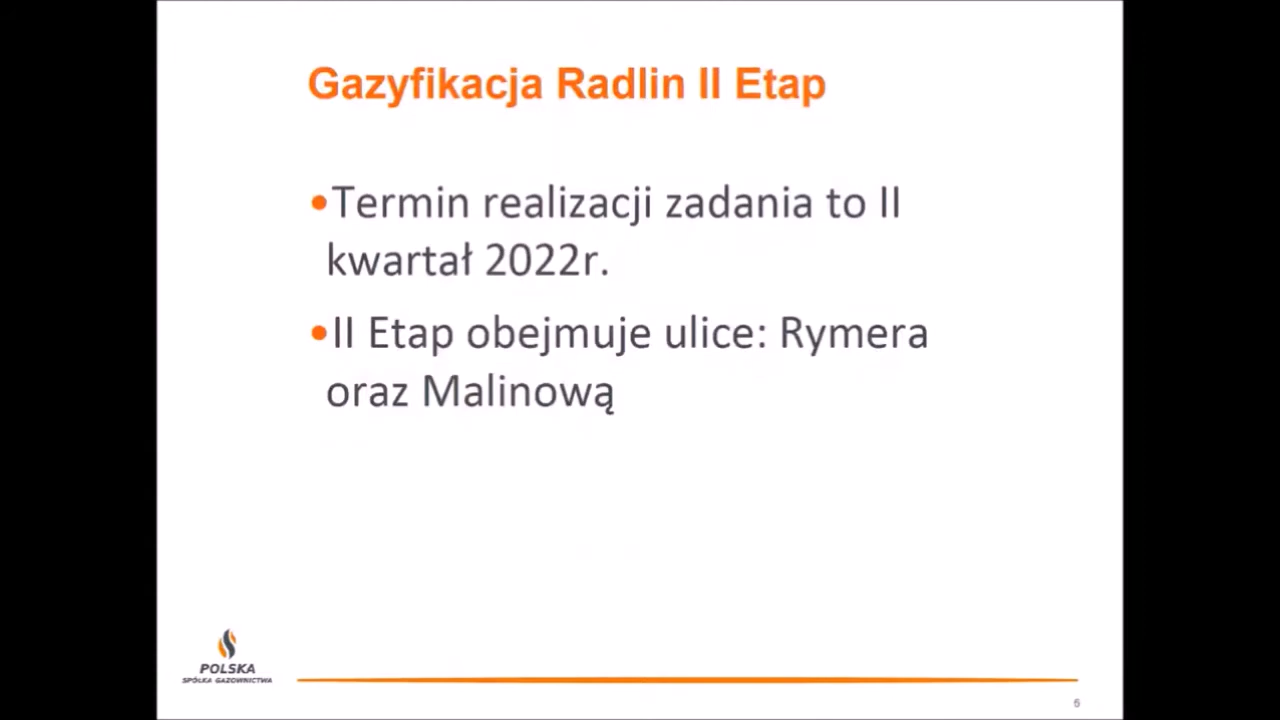 Gazyfikacja Radlin II Etap
•Termin realizacji zadania to II
kwartał 2022r.
•II Etap obejmuje ulice: Rymera
oraz Malinową
POLSKA
SPÓŁKA GAZOWNICTWA
6